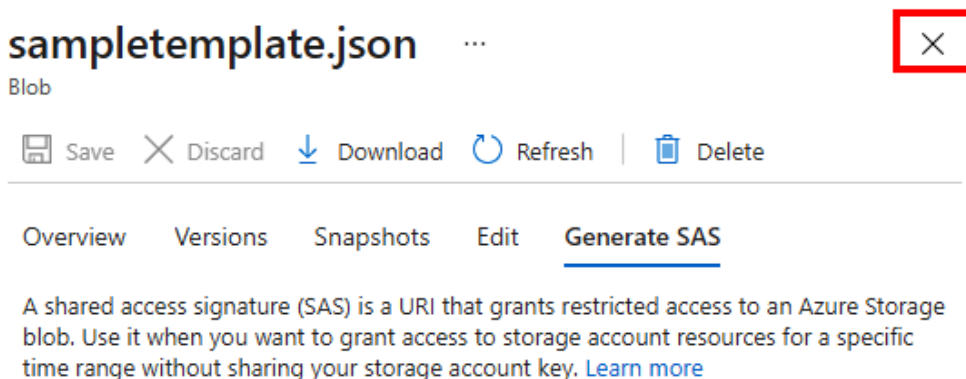 sampletemplate.json ...
Blob
Save Discard Download Refresh Delete
Overview Versions Snapshots Edit Generate SAS
A shared access signature (SAS) is a URI that grants restricted access to an Azure Storage
blob. Use it when you want to grant access to storage account resources for a specific
time range without sharing your storage account key. Learn more